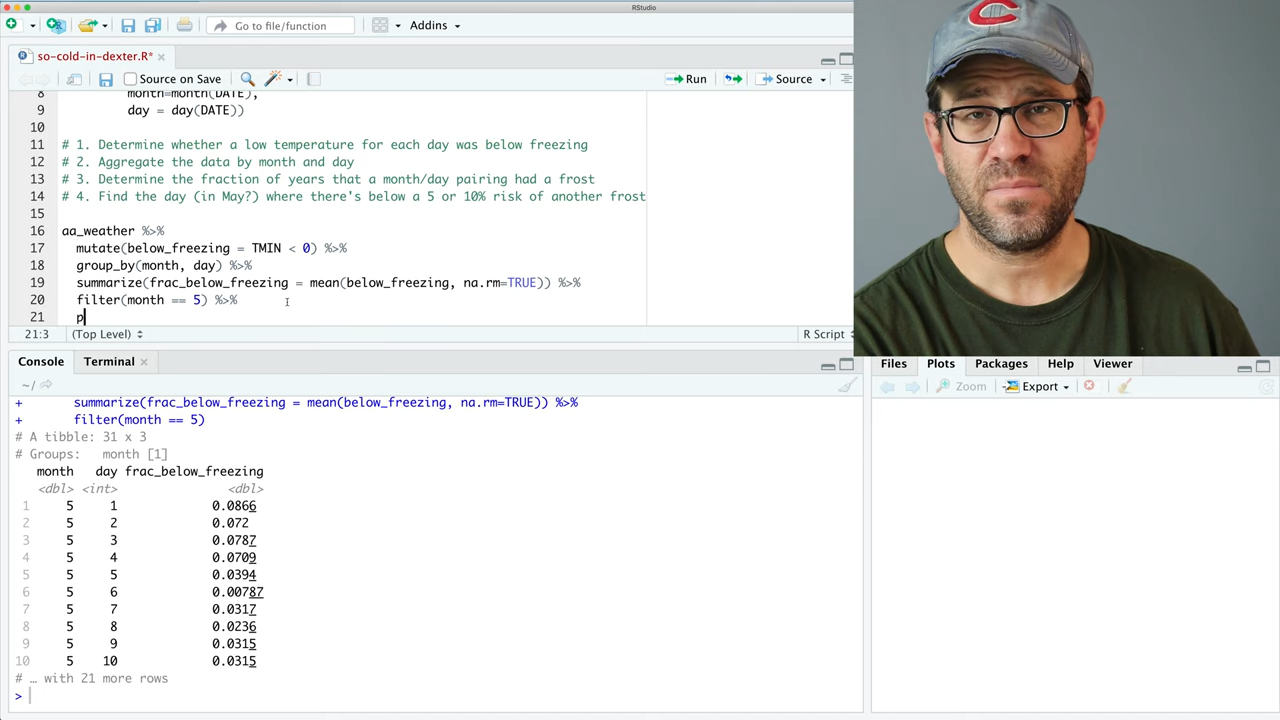 RStudio
Go to file/function
Addins
so-cold-in-dexter.R*
Source on Save
Run
Source
8 month=month(DATE),
9 day = day(DATE))
10
11 # 1. Determine whether a low temperature for each day was below freezing
12 # 2. Aggregate the data by month and day
13 # 3. Determine the fraction of years that a month/day pairing had a frost
14 # 4. Find the day (in May?) where there's below a 5 or 10% risk of another frost
15
16 aa_weather %>%
17 mutate(below_freezing = TMIN < 0) %>%
18 group_by(month, day) %>%
19 summarize(frac_below_freezing = mean(below_freezing, na.rm=TRUE)) %>%
20 filter(month == 5) %>%
21 p
21:3 (Top Level) R Script
Console Terminal
~/
+ summarize(frac_below_freezing = mean(below_freezing, na.rm=TRUE)) %>%
+ filter(month == 5)
# A tibble: 31 x 3
# Groups: month [1]
month day frac_below_freezing
<dbl> <int> <dbl>
1 5 1 0.0866
2 5 2 0.072
3 5 3 0.0787
4 5 4 0.0709
5 5 5 0.0394
6 5 6 0.00787
7 5 7 0.0317
8 5 8 0.0236
9 5 9 0.0315
10 5 10 0.0315
# … with 21 more rows
>
Files Plots Packages Help Viewer
Zoom Export
C